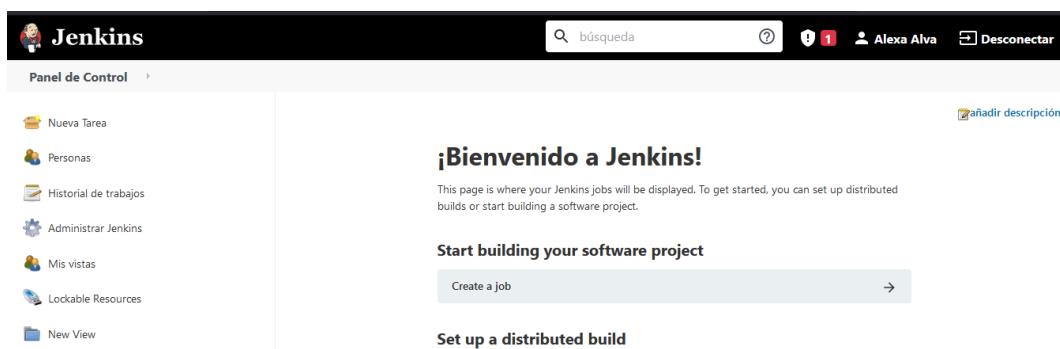 Jenkins
búsqueda
1
Alexa Alva
Desconectar
Panel de Control
añadir descripción
Nueva Tarea
Personas
Historial de trabajos
Administrar Jenkins
Mis vistas
Lockable Resources
New View
¡Bienvenido a Jenkins!
This page is where your Jenkins jobs will be displayed. To get started, you can set up distributed
builds or start building a software project.
Start building your software project
Create a job
Set up a distributed build